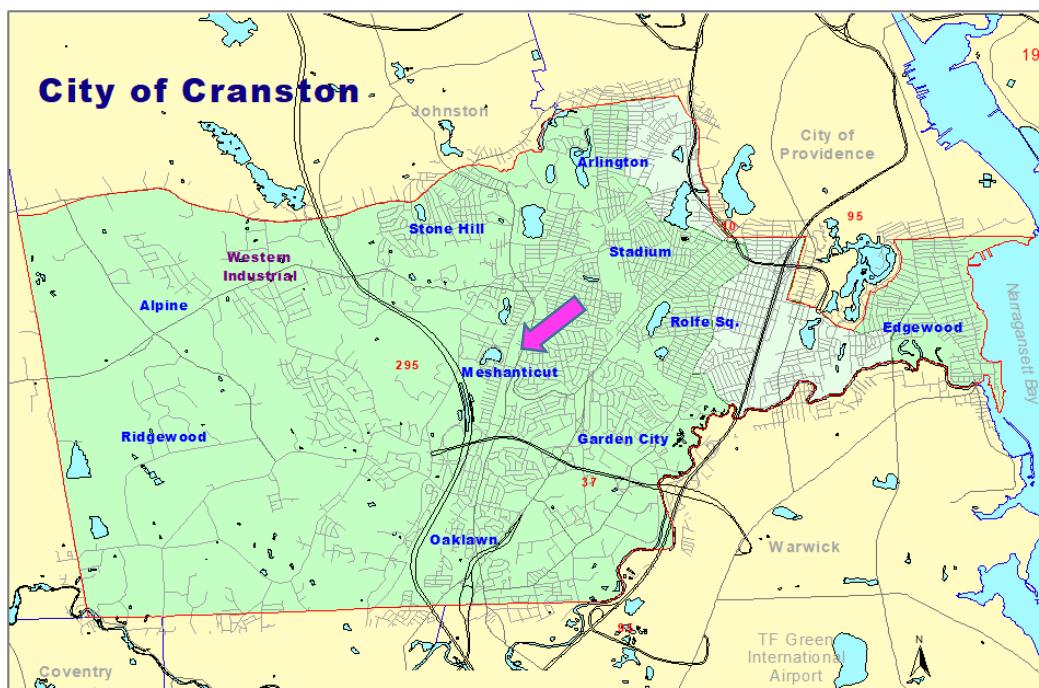 City of Cranston
Johnston
19
City of
Providence
Arlington
10
95
Stone Hill
Stadium
Western
Industrial
Alpine
Rolfe Sq.
Edgewood
Narragansett Bay
295
Meshanticut
Ridgewood
Garden City
37
Oaklawn
Warwick
TF Green
International
Airport
N
Coventry